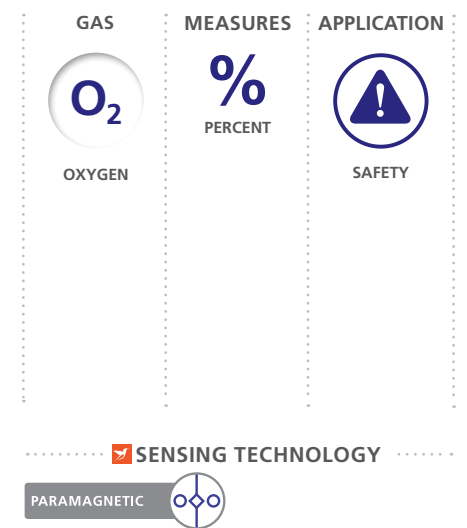 GAS
MEASURES
APPLICATION
O₂
%
PERCENT
OXYGEN
SAFETY
SENSING TECHNOLOGY
PARAMAGNETIC